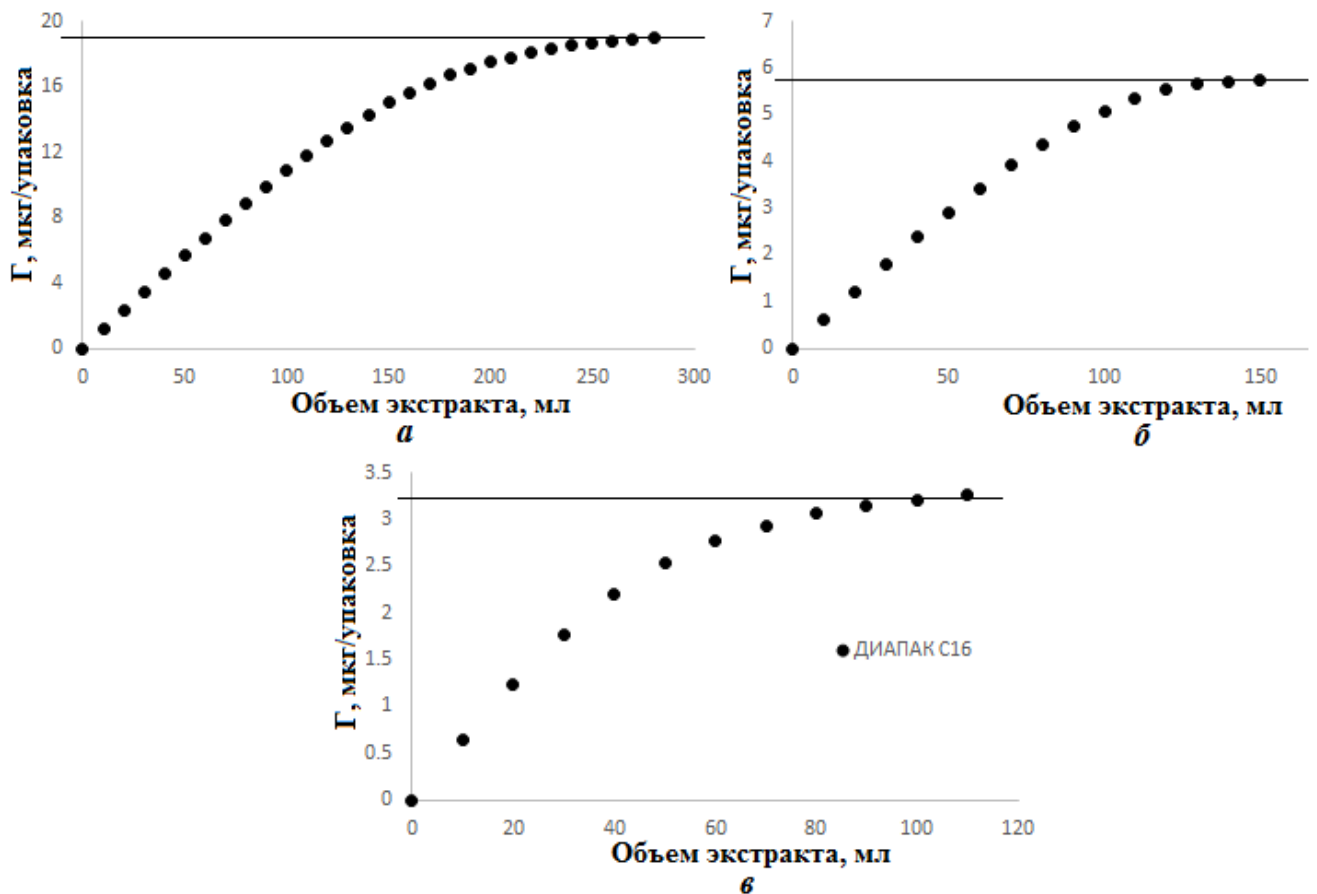 20
16
12
8
4
0
Г, мкг/упаковка
0 50 100 150 200 250 300
Объем экстракта, мл
а
7
6
5
4
3
2
1
0
Г, мкг/упаковка
0 50 100 150
Объем экстракта, мл
б
3.5
3
2.5
2
1.5
1
0.5
0
Г, мкг/упаковка
ДИАПАК С16
0 20 40 60 80 100 120
Объем экстракта, мл
в